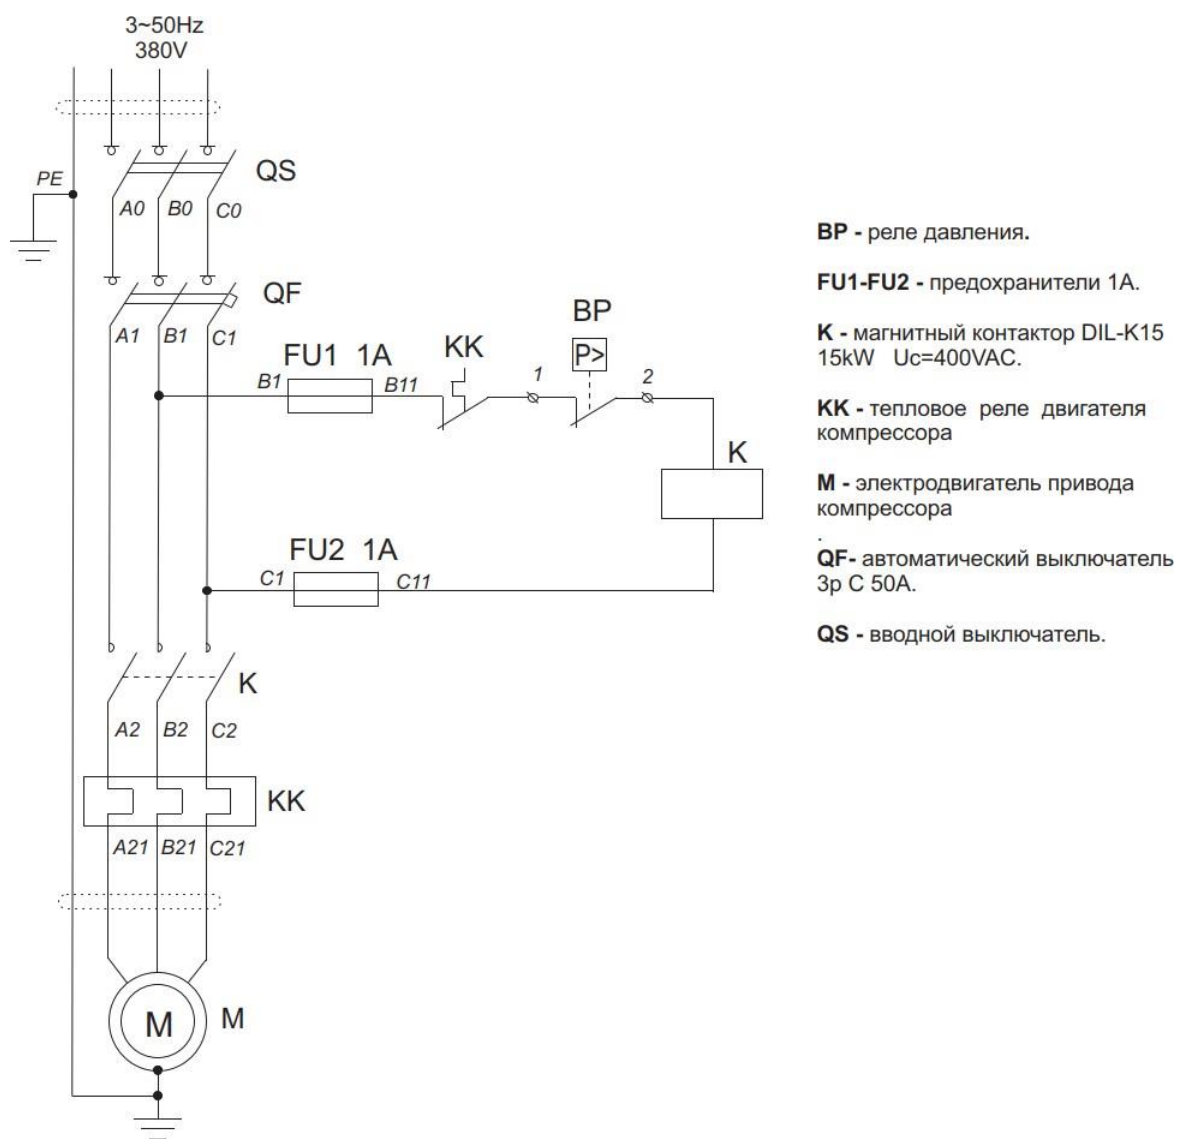 3~50Hz
380V
QS
PE
A0 B0 C0
QF
A1 B1 C1
BP
P>
FU1 1A
KK
B1
B11
1
2
K
FU2 1A
C1
C11
K
A2 B2 C2
KK
A21 B21 C21
M
M
BP - реле давления.
FU1-FU2 - предохранители 1А.
K - магнитный контактор DIL-K15
15kW Uc=400VAC.
KK - тепловое реле двигателя
компрессора
M - электродвигатель привода
компрессора
.
QF- автоматический выключатель
3p C 50A.
QS - вводной выключатель.